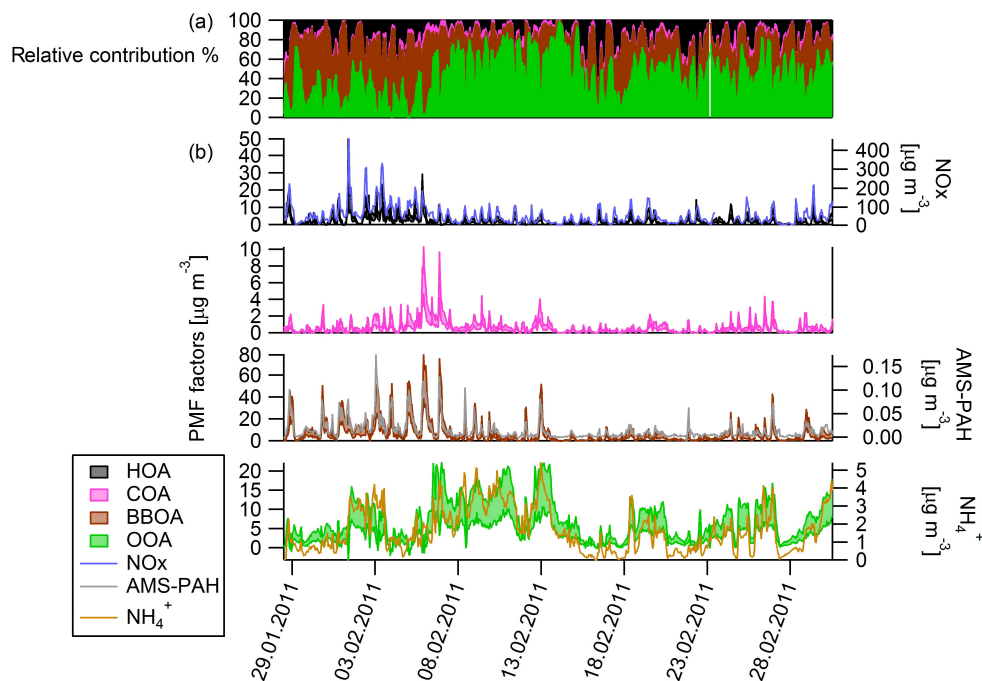 (a)
Relative contribution %
100
80
60
40
20
0
(b)
50
40
30
20
10
0
400
300
200
100
0
NOx
[µg m⁻³]
10
8
6
4
2
0
PMF factors [µg m⁻³]
80
60
40
20
0
0.15
0.10
0.05
0.00
AMS-PAH
[µg m⁻³]
20
15
10
5
0
5
4
3
2
1
0
NH₄⁺
[µg m⁻³]
HOA
COA
BBOA
OOA
NOx
AMS-PAH
NH₄⁺
29.01.2011
03.02.2011
08.02.2011
13.02.2011
18.02.2011
23.02.2011
28.02.2011